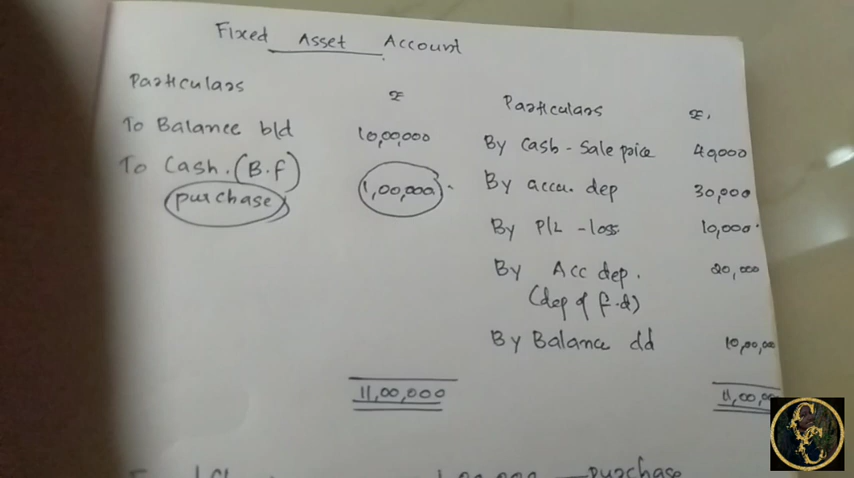 Fixed Asset Account
Particulars ₹ Particulars ₹.
To Balance b/d 10,00,000 By Cash - Sale price 40,000
To Cash. (B.f) 1,00,000 By accu. dep 30,000
purchase
By P/L - loss 10,000
By Acc dep. 20,000
(dep of f.d)
By Balance c/d 10,00,000
11,00,000 11,00,000
purchase